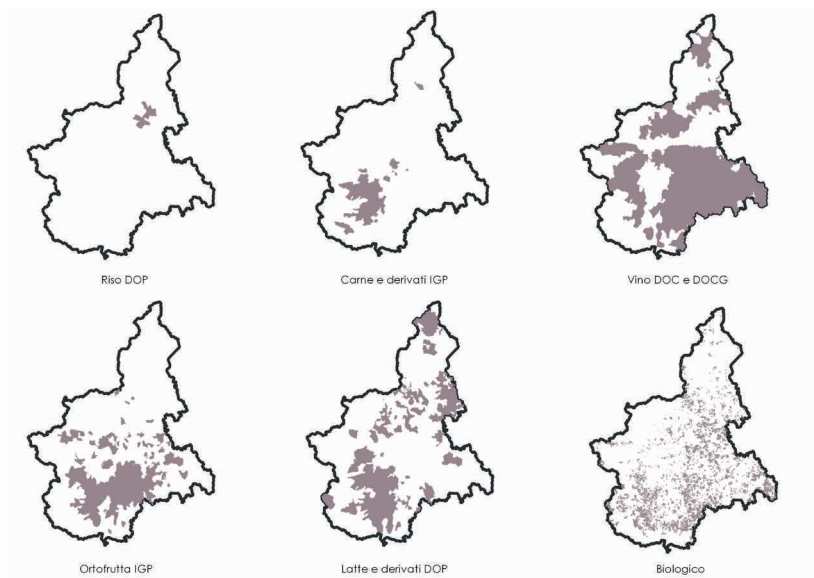 Riso DOP
Carne e derivati IGP
Vino DOC e DOCG
Ortofrutta IGP
Latte e derivati DOP
Biologico